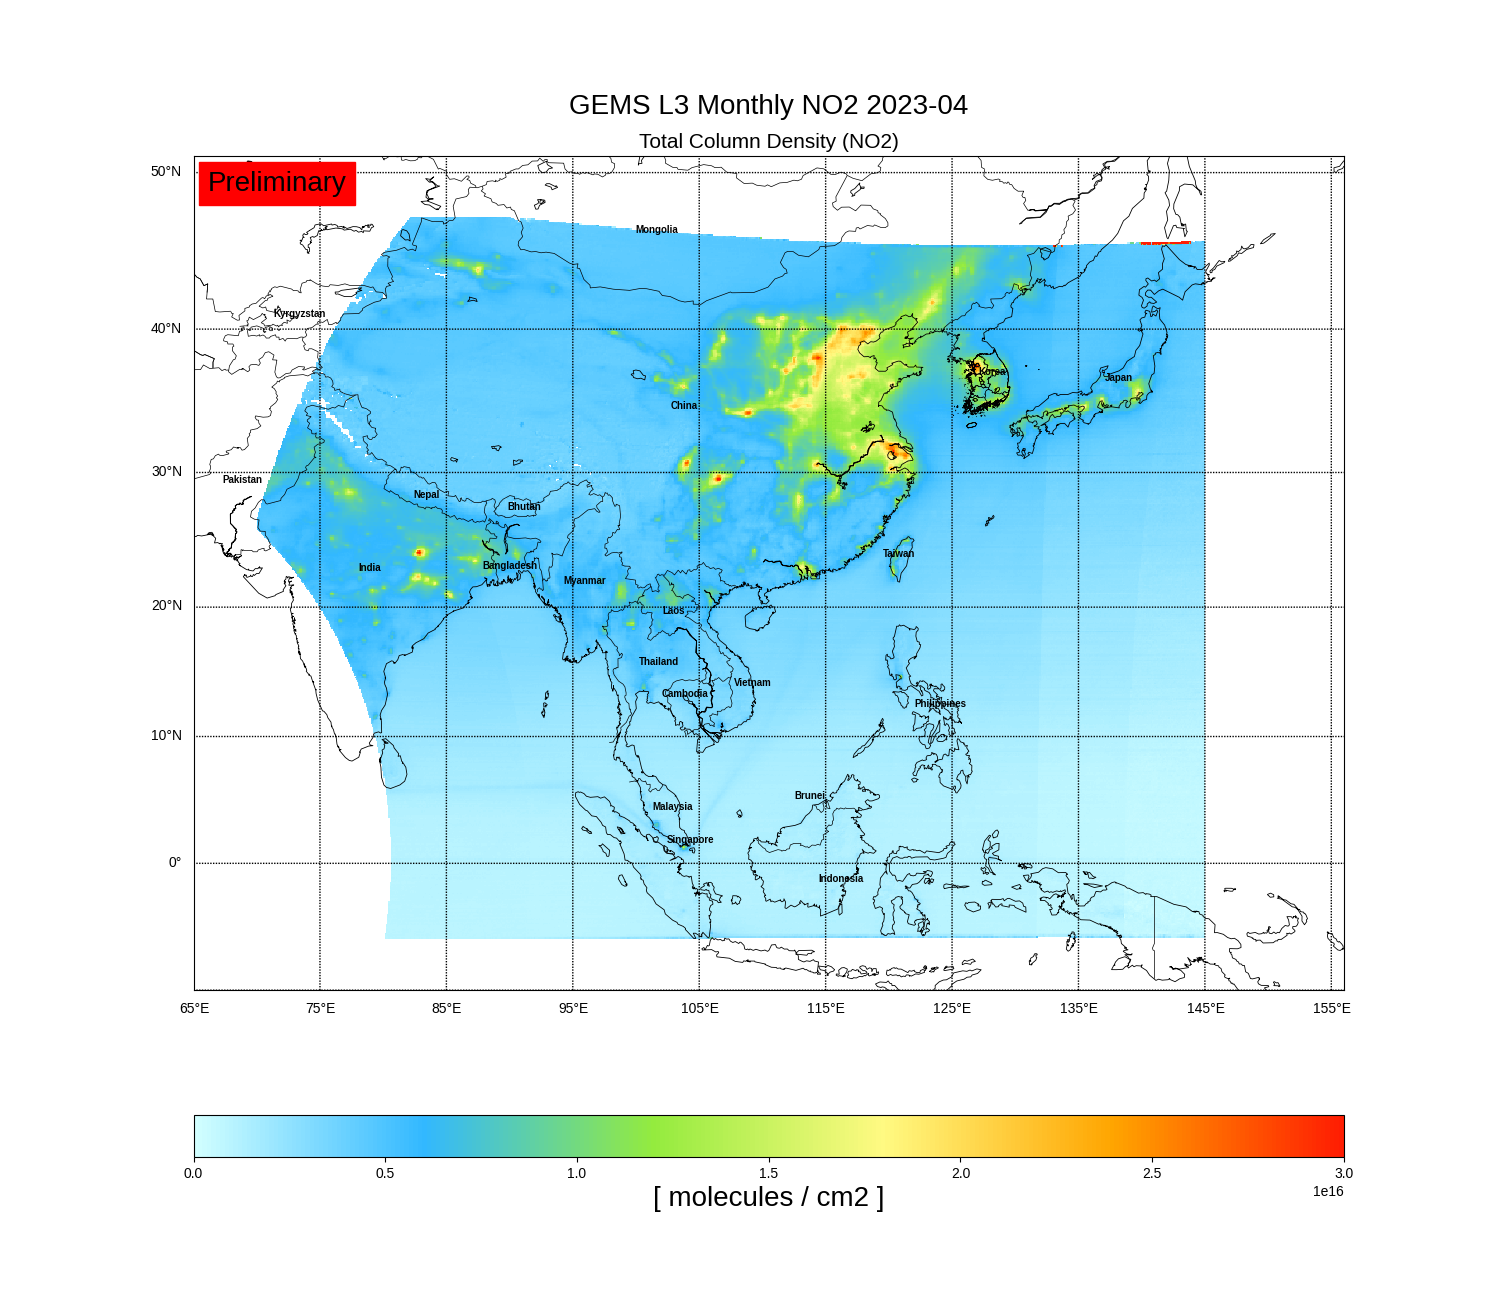 GEMS L3 Monthly NO2 2023-04
Total Column Density (NO2)
50°N
Preliminary
Mongolia
Kyrgyzstan
40°N
Korea
Japan
China
30°N
Pakistan
Nepal
Bhutan
Taiwan
India
Bangladesh
Myanmar
20°N
Laos
Thailand
Vietnam
Cambodia
Philippines
10°N
Brunei
Malaysia
Singapore
0°
Indonesia
65°E 75°E 85°E 95°E 105°E 115°E 125°E 135°E 145°E 155°E
0.0 0.5 1.0 1.5 2.0 2.5 3.0
1e16
[ molecules / cm2 ]